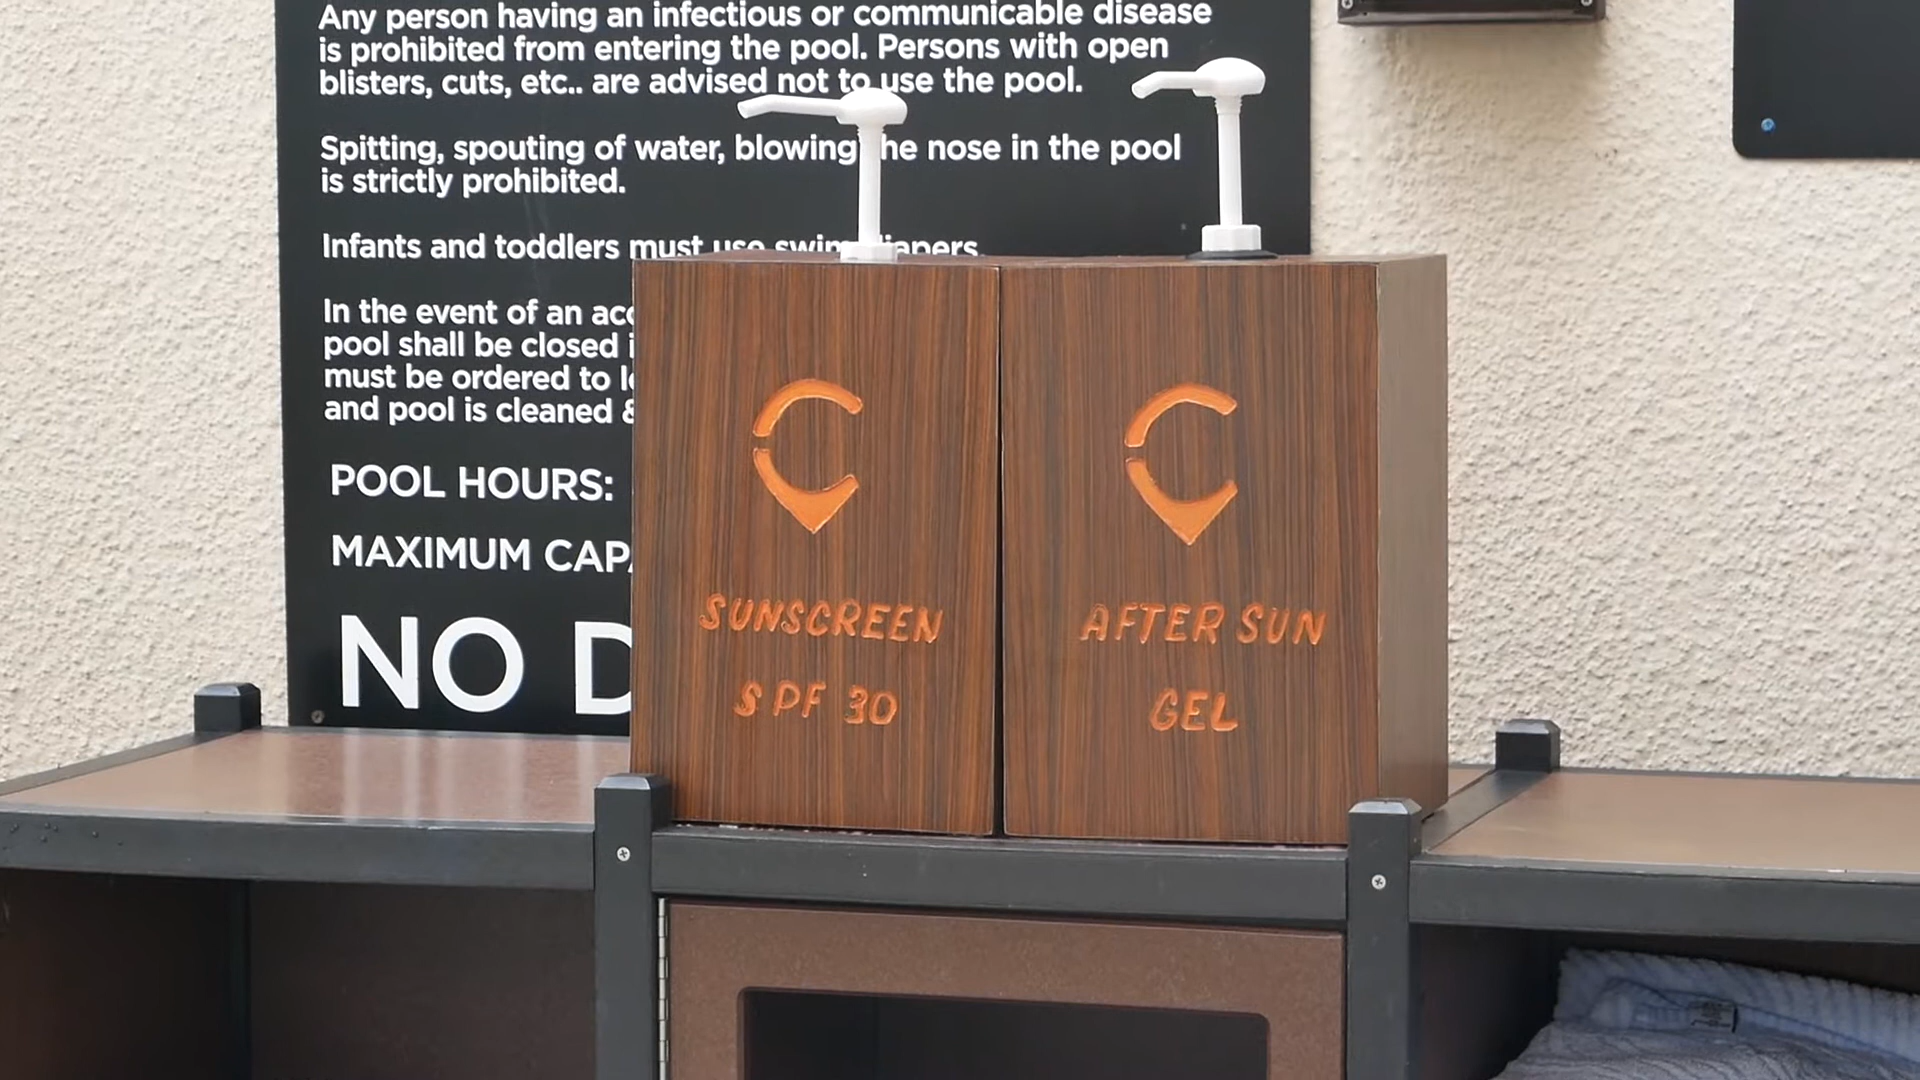 Any person having an infectious or communicable disease
is prohibited from entering the pool. Persons with open
blisters, cuts, etc.. are advised not to use the pool.
Spitting, spouting of water, blowing he nose in the pool
is strictly prohibited.
Infants and toddlers must use swim diapers.
In the event of an
pool shall be closed
must be ordered to
and pool is cleaned &
POOL HOURS:
MAXIMUM
NO
SUNSCREEN
SPF 30
AFTER SUN
GEL